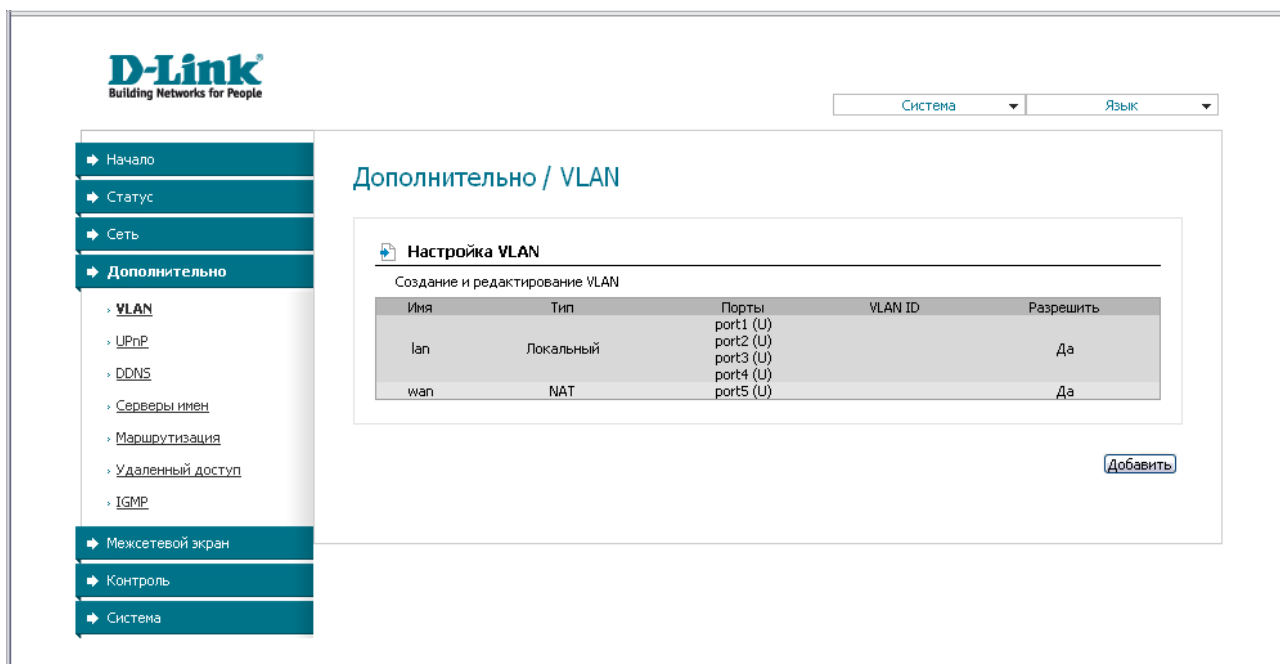 D-Link
Building Networks for People
Система
Язык
Начало
Статус
Сеть
Дополнительно
VLAN
UPnP
DDNS
Серверы имен
Маршрутизация
Удаленный доступ
IGMP
Межсетевой экран
Контроль
Система
Дополнительно / VLAN
Настройка VLAN
Создание и редактирование VLAN
Имя Тип Порты VLAN ID Разрешить
port1 (U)
port2 (U)
lan Локальный Да
port3 (U)
port4 (U)
wan NAT port5 (U) Да
Добавить